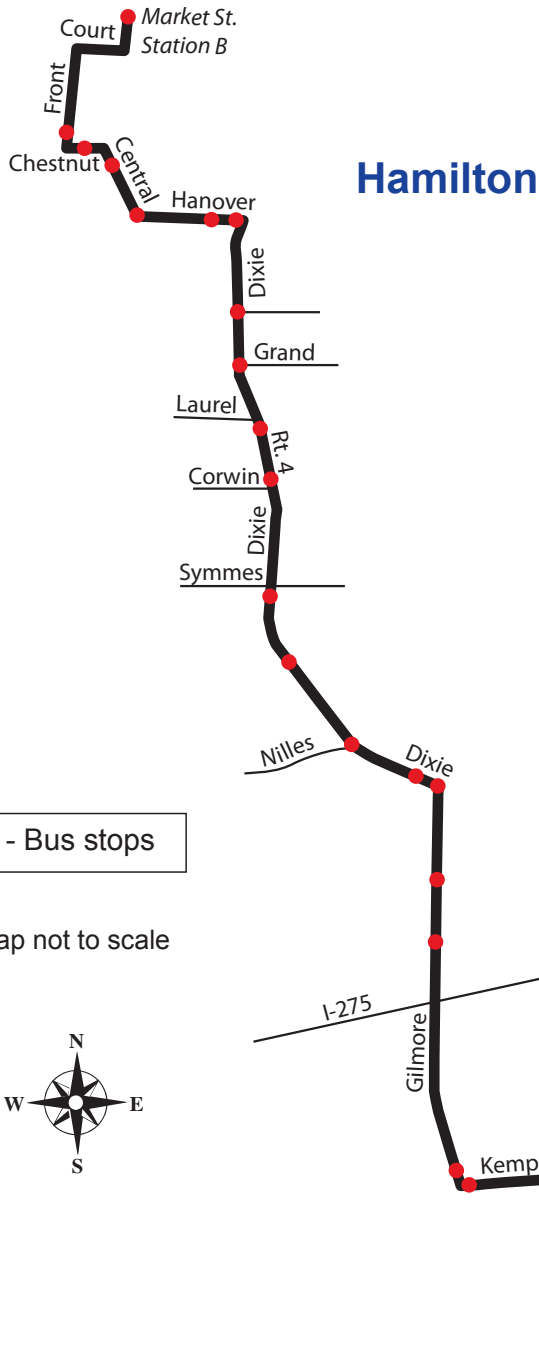 Market St.
Station B
Court
Front
Chestnut
Central
Hamilton
Hanover
Dixie
Grand
Laurel
Rt. 4
Corwin
Dixie
Symmes
Nilles
Dixie
- Bus stops
ap not to scale
I-275
Gilmore
N
W
E
S
Kemp